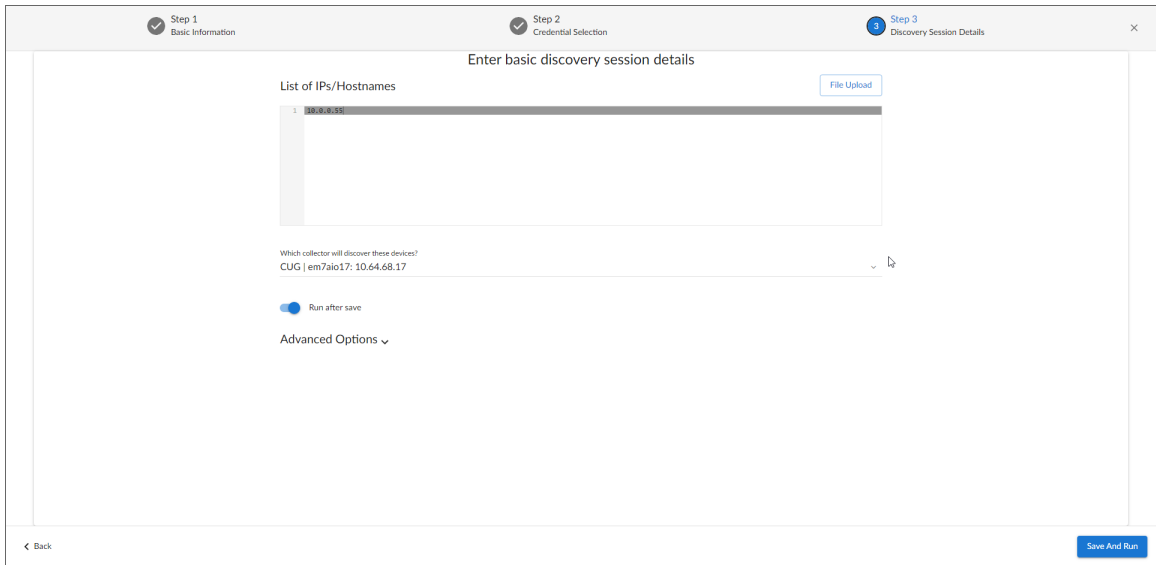 Step 1
Basic Information
Step 2
Credential Selection
3
Step 3
Discovery Session Details
Enter basic discovery session details
List of IPs/Hostnames
File Upload
1 10.0.0.55
Which collector will discover these devices?
CUG | em7aio17: 10.64.68.17
Run after save
Advanced Options
Back
Save And Run